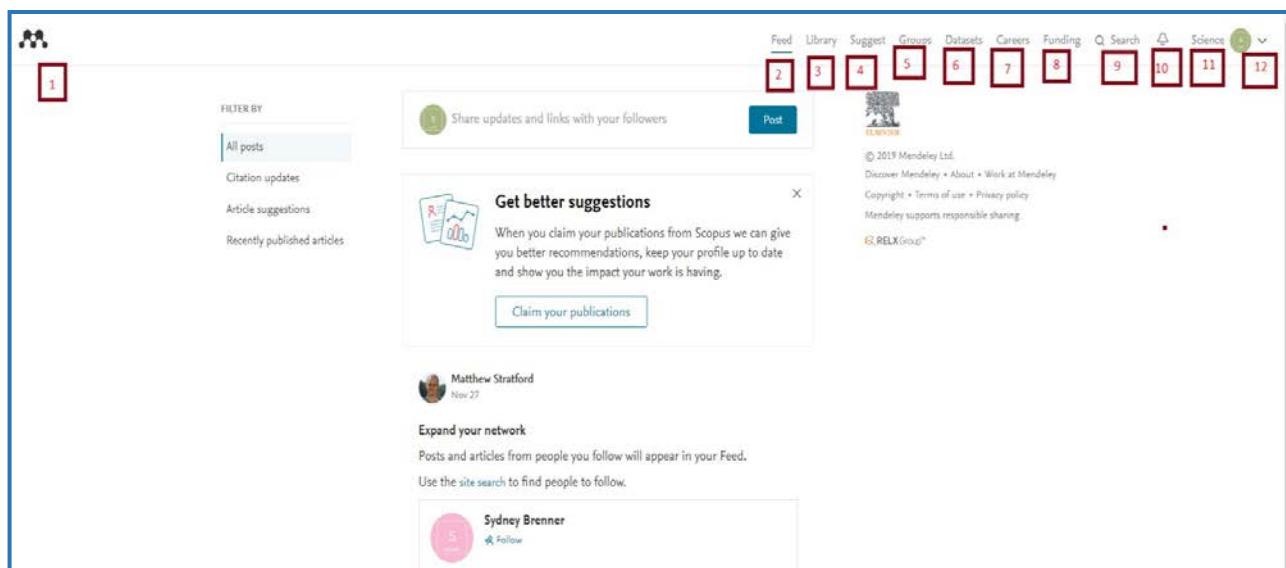 Feed Library Suggest Groups Datasets Careers Funding Search Science
1 2 3 4 5 6 7 8 9 10 11 12
FILTER BY
All posts
Citation updates
Article suggestions
Recently published articles
Share updates and links with your followers Post
Get better suggestions
When you claim your publications from Scopus we can give
you better recommendations, keep your profile up to date
and show you the impact your work is having.
Claim your publications
Matthew Stratford
Nov 27
Expand your network
Posts and articles from people you follow will appear in your Feed.
Use the site search to find people to follow.
S
Sydney Brenner
Follow
ELSEVIER
© 2019 Mendeley Ltd.
Discover Mendeley • About • Work at Mendeley
Copyright • Terms of use • Privacy policy
Mendeley supports responsible sharing
RELX Group™